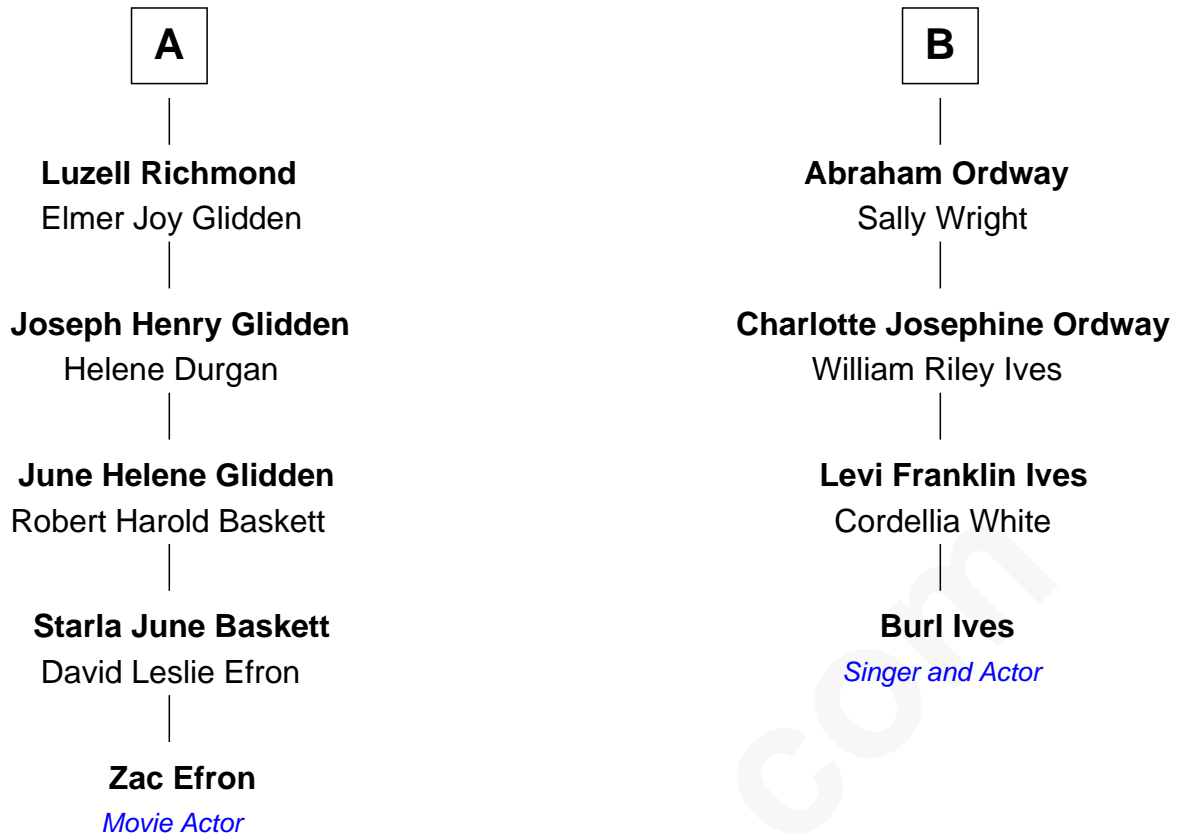 A
Luzell Richmond
Elmer Joy Glidden
Joseph Henry Glidden
Helene Durgan
June Helene Glidden
Robert Harold Baskett
Starla June Baskett
David Leslie Efron
Zac Efron
Movie Actor
B
Abraham Ordway
Sally Wright
Charlotte Josephine Ordway
William Riley Ives
Levi Franklin Ives
Cordellia White
Burl Ives
Singer and Actor
com